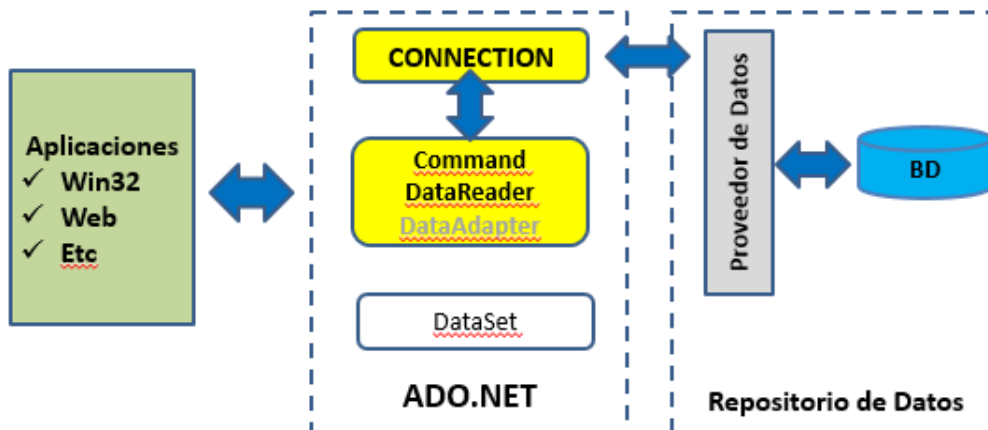 Aplicaciones
✓ Win32
✓ Web
✓ Etc
CONNECTION
Command
DataReader
DataAdapter
DataSet
ADO.NET
Proveedor de Datos
BD
Repositorio de Datos